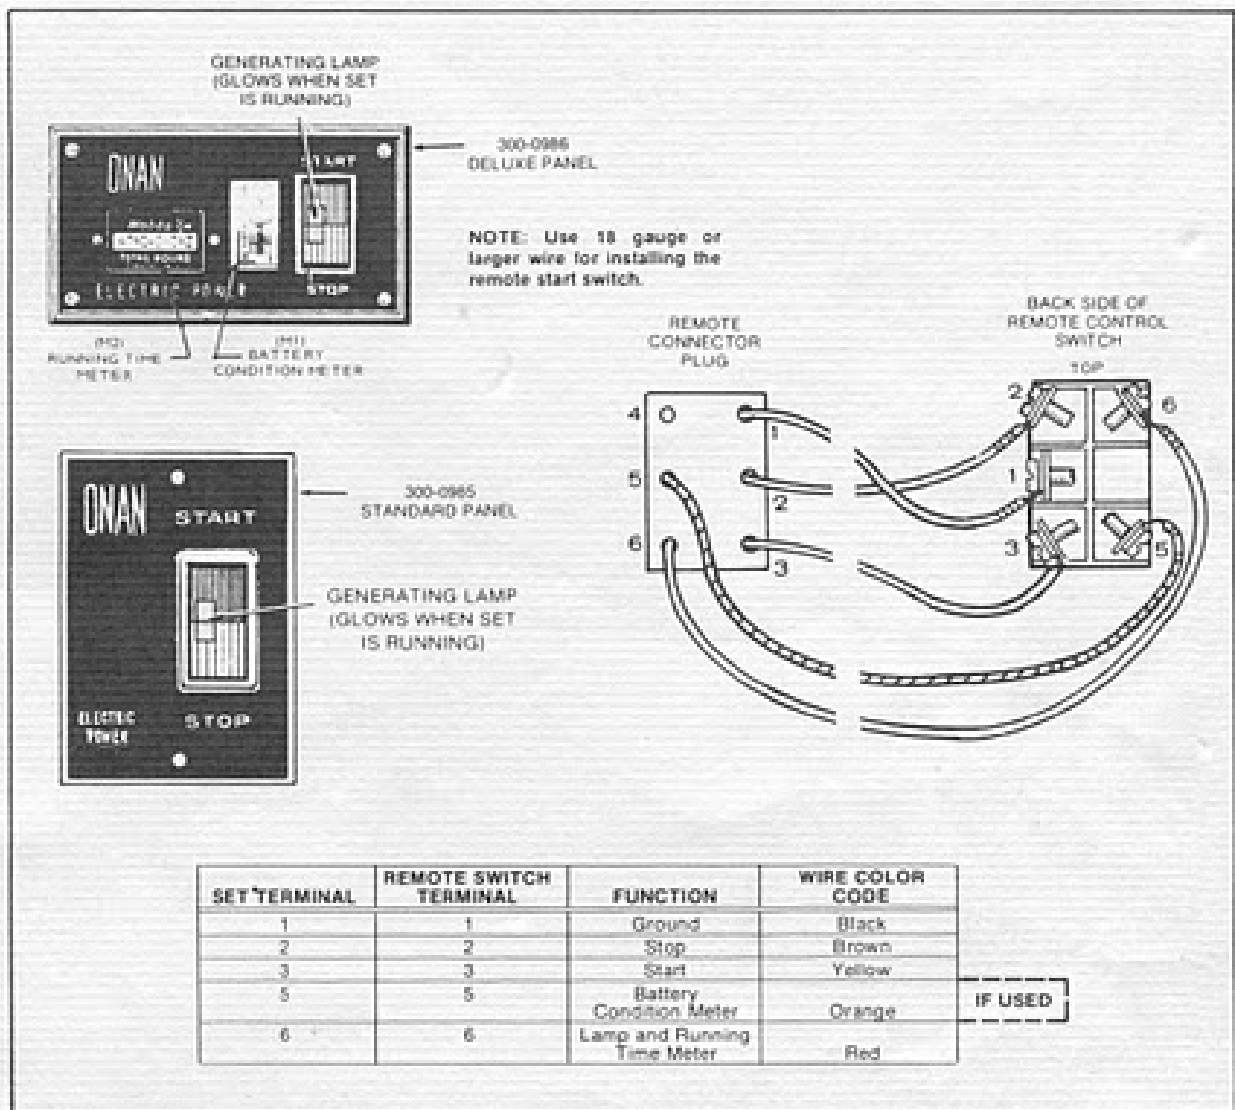 GENERATING LAMP
(GLOWS WHEN SET
IS RUNNING)
300-0986
DELUXE PANEL
ONAN
START
TOTAL HOURS
STOP
ELECTRIC POWER
(M2)
RUNNING TIME
METER
(M1)
BATTERY
CONDITION METER
NOTE: Use 18 gauge or
larger wire for installing the
remote start switch.
REMOTE
CONNECTOR
PLUG
4
1
5
2
6
3
BACK SIDE OF
REMOTE CONTROL
SWITCH
TOP
2
6
1
3
5
300-0985
STANDARD PANEL
ONAN
START
GENERATING LAMP
(GLOWS WHEN SET
IS RUNNING)
STOP
ELECTRIC
POWER
SET TERMINAL REMOTE SWITCH TERMINAL FUNCTION WIRE COLOR CODE
1 1 Ground Black
2 2 Stop Brown
3 3 Start Yellow
5 5 Battery Condition Meter Orange
IF USED
6 6 Lamp and Running Time Meter Red